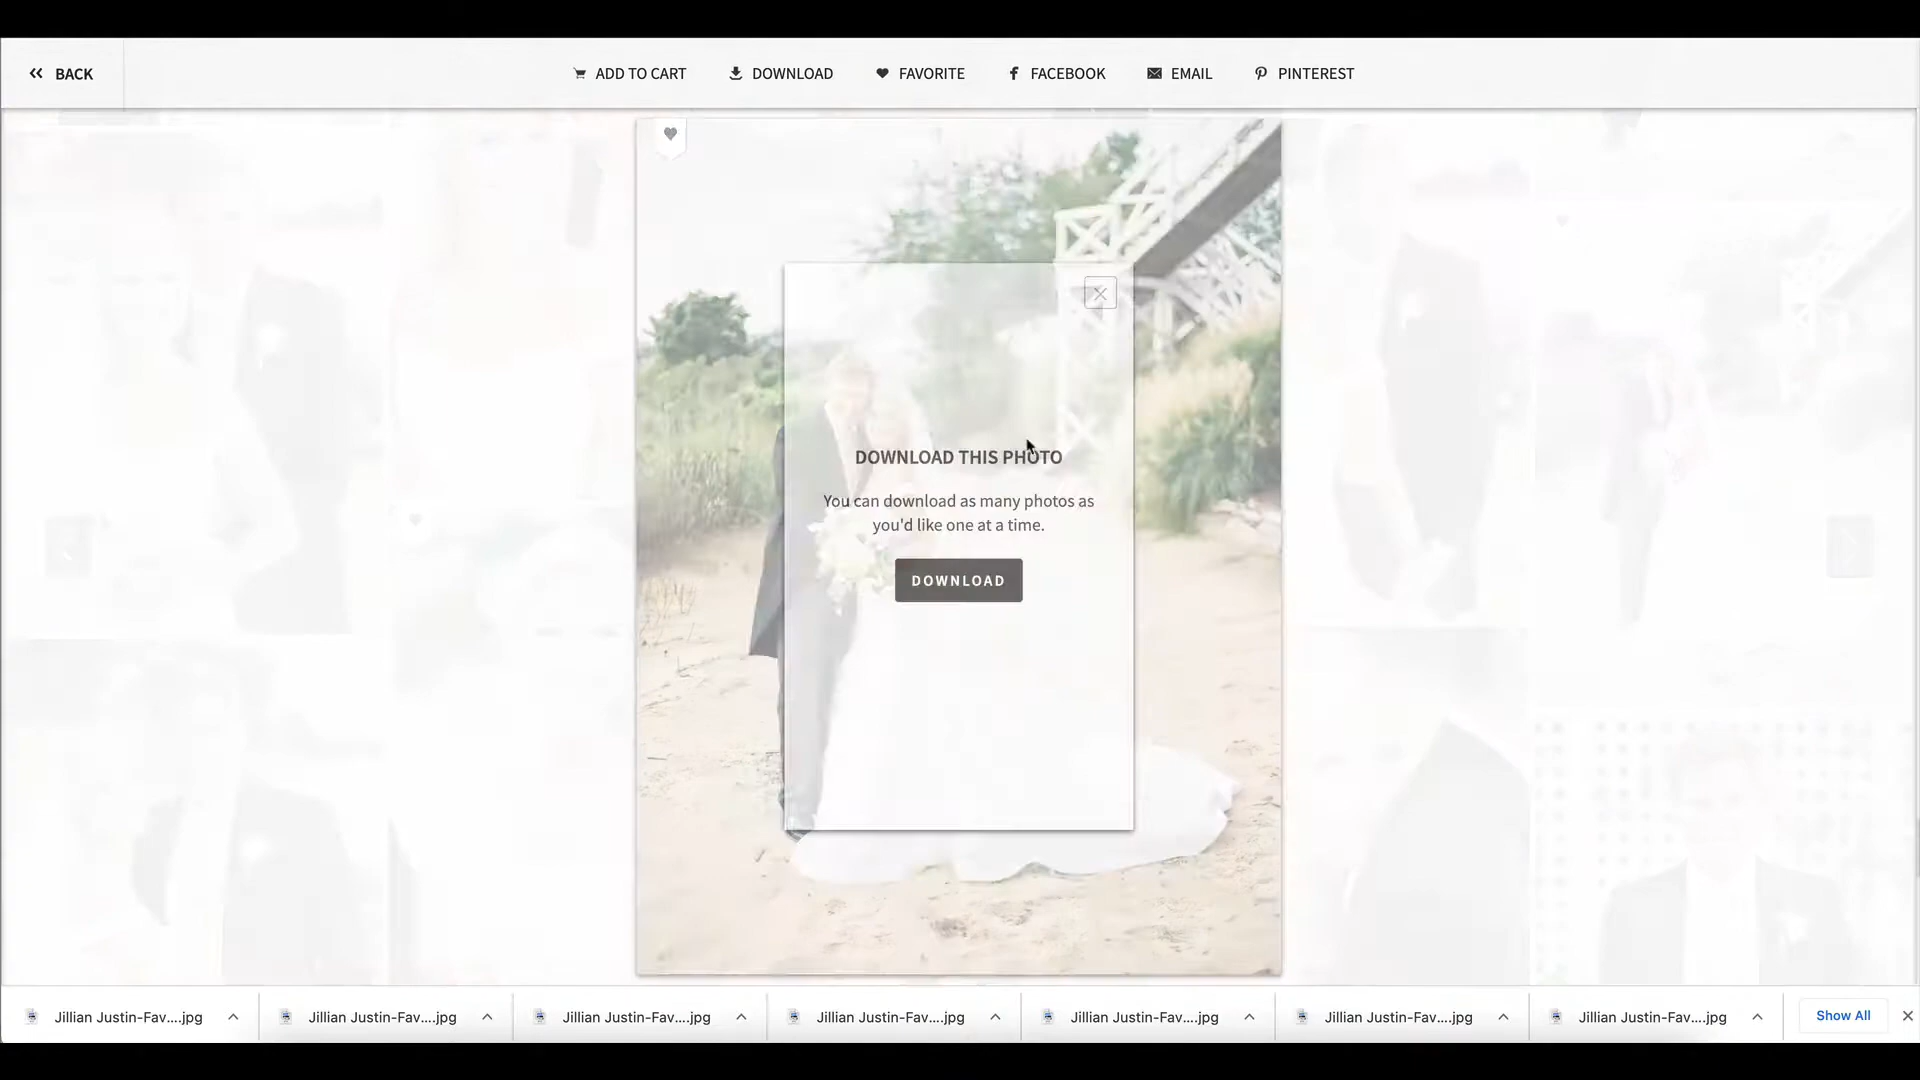 BACK
ADD TO CART
DOWNLOAD
FAVORITE
FACEBOOK
EMAIL
PINTEREST
DOWNLOAD THIS PHOTO
You can download as many photos as
you'd like one at a time.
DOWNLOAD
Jillian Justin-Fav....jpg
Jillian Justin-Fav....jpg
Jillian Justin-Fav....jpg
Jillian Justin-Fav....jpg
Jillian Justin-Fav....jpg
Jillian Justin-Fav....jpg
Jillian Justin-Fav....jpg
Show All